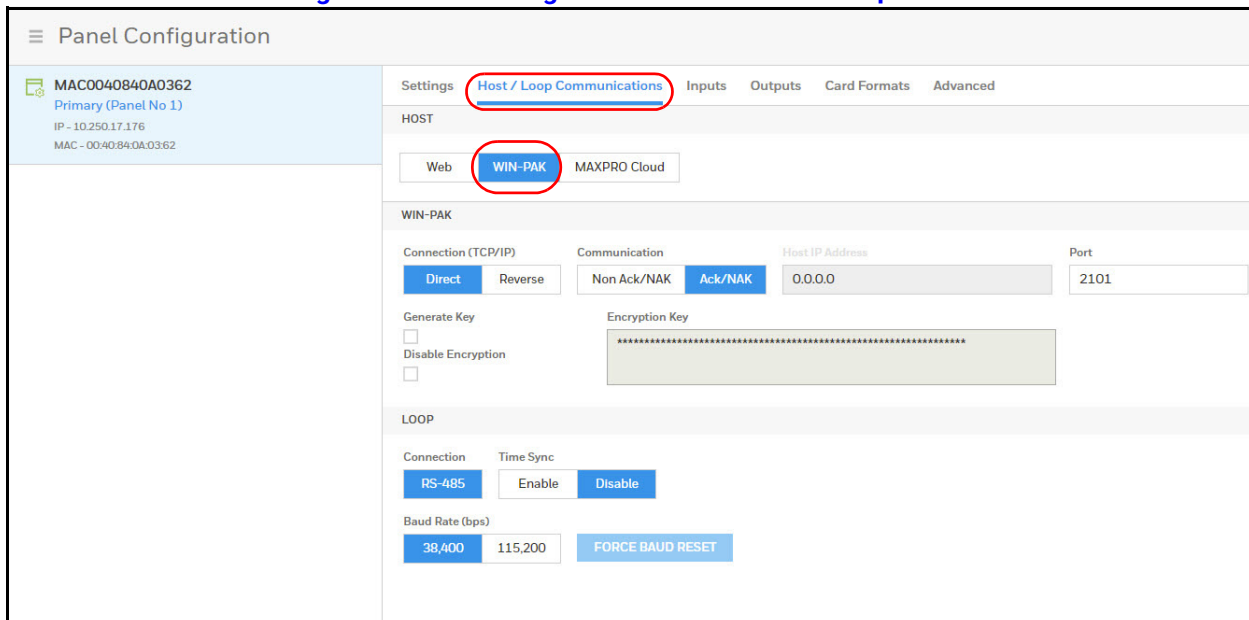 Panel Configuration
MAC0040840A0362
Primary (Panel No 1)
IP - 10.250.17.176
MAC - 00:40:84:0A:03:62
Settings Host / Loop Communications Inputs Outputs Card Formats Advanced
HOST
Web WIN-PAK MAXPRO Cloud
WIN-PAK
Connection (TCP/IP) Communication Host IP Address Port
Direct Reverse Non Ack/NAK Ack/NAK 0.0.0.0 2101
Generate Key Encryption Key
****************************************************************
Disable Encryption
LOOP
Connection Time Sync
RS-485 Enable Disable
Baud Rate (bps)
38,400 115,200 FORCE BAUD RESET